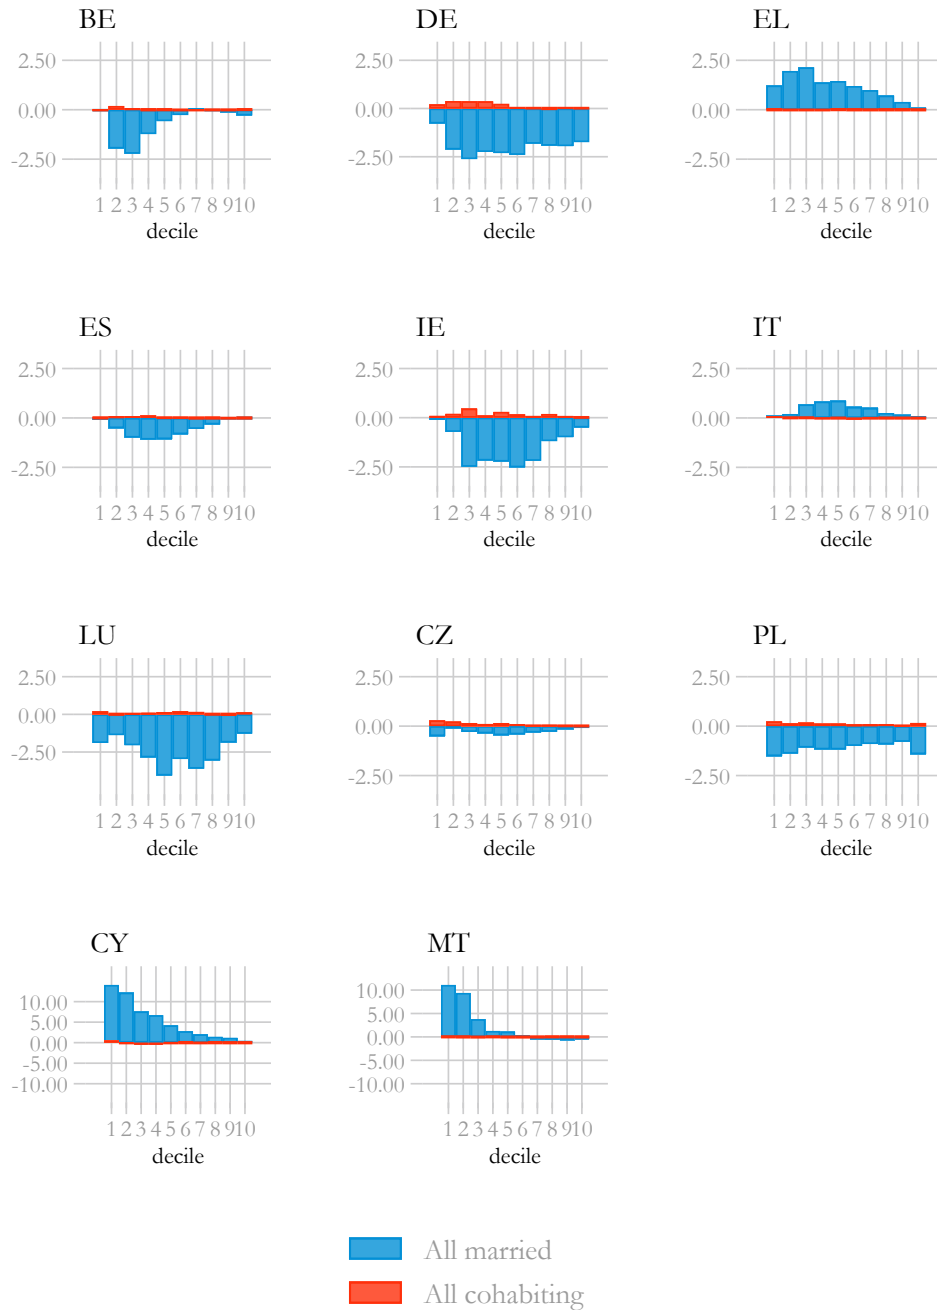 BE DE EL
2.50 2.50 2.50
0.00 0.00 0.00
-2.50 -2.50 -2.50
1 2 3 4 5 6 7 8 9 10 1 2 3 4 5 6 7 8 9 10 1 2 3 4 5 6 7 8 9 10
decile decile decile
ES IE IT
2.50 2.50 2.50
0.00 0.00 0.00
-2.50 -2.50 -2.50
1 2 3 4 5 6 7 8 9 10 1 2 3 4 5 6 7 8 9 10 1 2 3 4 5 6 7 8 9 10
decile decile decile
LU CZ PL
2.50 2.50 2.50
0.00 0.00 0.00
-2.50 -2.50 -2.50
1 2 3 4 5 6 7 8 9 10 1 2 3 4 5 6 7 8 9 10 1 2 3 4 5 6 7 8 9 10
decile decile decile
CY MT
10.00 10.00
5.00 5.00
0.00 0.00
-5.00 -5.00
-10.00 -10.00
1 2 3 4 5 6 7 8 9 10 1 2 3 4 5 6 7 8 9 10
decile decile
All married
All cohabiting